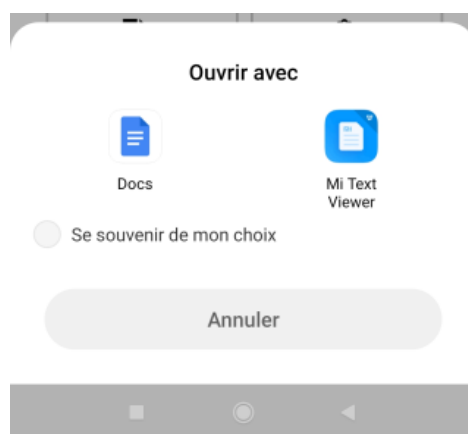 Ouvrir avec
Docs
Mi Text
Viewer
Se souvenir de mon choix
Annuler